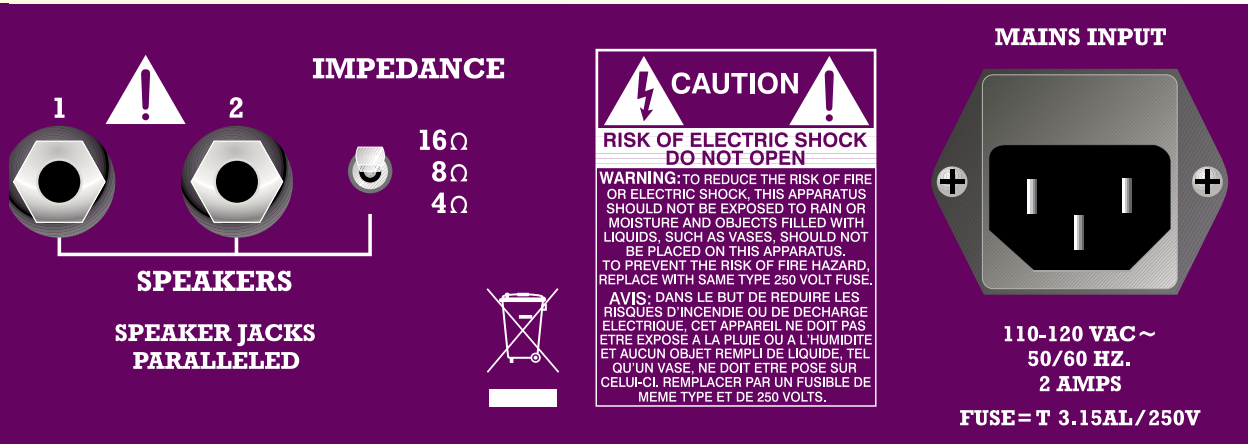 1
2
IMPEDANCE
16Ω
8Ω
4Ω
SPEAKERS
SPEAKER JACKS
PARALLELED
CAUTION
RISK OF ELECTRIC SHOCK
DO NOT OPEN
WARNING: TO REDUCE THE RISK OF FIRE
OR ELECTRIC SHOCK, THIS APPARATUS
SHOULD NOT BE EXPOSED TO RAIN OR
MOISTURE AND OBJECTS FILLED WITH
LIQUIDS, SUCH AS VASES, SHOULD NOT
BE PLACED ON THIS APPARATUS.
TO PREVENT THE RISK OF FIRE HAZARD,
REPLACE WITH SAME TYPE 250 VOLT FUSE.
AVIS: DANS LE BUT DE REDUIRE LES
RISQUES D'INCENDIE OU DE DECHARGE
ELECTRIQUE, CET APPAREIL NE DOIT PAS
ETRE EXPOSE A LA PLUIE OU A L'HUMIDITE
ET AUCUN OBJET REMPLI DE LIQUIDE, TEL
QU'UN VASE, NE DOIT ETRE POSE SUR
CELUI-CI. REMPLACER PAR UN FUSIBLE DE
MEME TYPE ET DE 250 VOLTS.
MAINS INPUT
110-120 VAC~
50/60 HZ.
2 AMPS
FUSE=T 3.15AL/250V